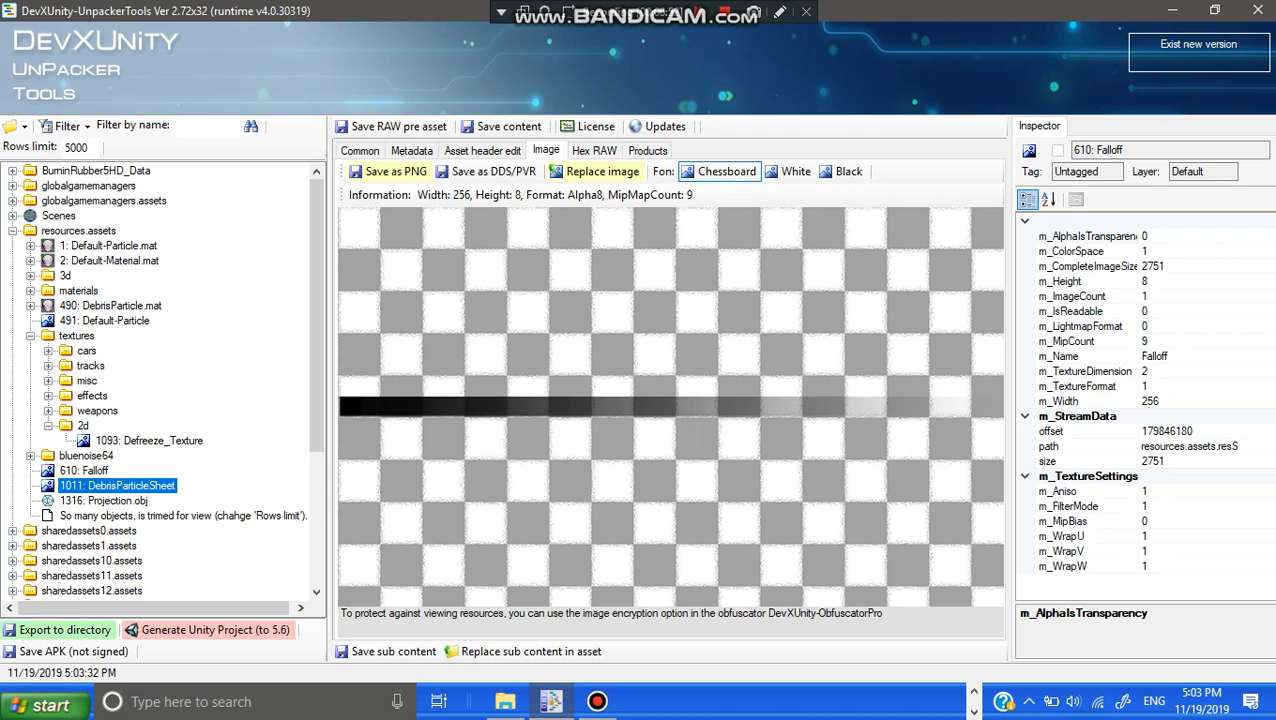 DevXUnity-UnpackerTools Ver 2.72x32 (runtime v4.0.30319)
www.BANDICAM.com
DevXUnity
UnPacker
Tools
Exist new version
Filter
Filter by name:
Rows limit: 5000
BuminRubber5HD_Data
globalgamemanagers
globalgamemanagers.assets
Scenes
resources.assets
1: Default-Particle.mat
2: Default-Material.mat
3d
materials
490: DebrisParticle.mat
491: Default-Particle
textures
cars
tracks
misc
effects
weapons
2d
1093: Defreeze_Texture
bluenoise64
610: Falloff
1011: DebrisParticleSheet
1316: Projection.obj
So many objects, is trimed for view (change 'Rows limit').
sharedassets0.assets
sharedassets1.assets
sharedassets10.assets
sharedassets11.assets
sharedassets12.assets
Export to directory
Generate Unity Project (to 5.6)
Save APK (not signed)
11/19/2019 5:03:32 PM
Save RAW pre asset
Save content
License
Updates
Common
Metadata
Asset header edit
Image
Hex RAW
Products
Save as PNG
Save as DDS/PVR
Replace image
Fon:
Chessboard
White
Black
Information: Width: 256, Height: 8, Format: Alpha8, MipMapCount: 9
To protect against viewing resources, you can use the image encryption option in the obfuscator DevXUnity-ObfuscatorPro
Save sub content
Replace sub content in asset
Inspector
610: Falloff
Tag: Untagged
Layer: Default
m_AlphaIsTransparen 0
m_ColorSpace 1
m_CompleteImageSize 2751
m_Height 8
m_ImageCount 1
m_IsReadable 0
m_LightmapFormat 0
m_MipCount 9
m_Name Falloff
m_TextureDimension 2
m_TextureFormat 1
m_Width 256
m_StreamData
offset 179846180
path resources.assets.resS
size 2751
m_TextureSettings
m_Aniso 1
m_FilterMode 1
m_MipBias 0
m_WrapU 1
m_WrapV 1
m_WrapW 1
m_AlphaIsTransparency
start
Type here to search
ENG
5:03 PM
11/19/2019